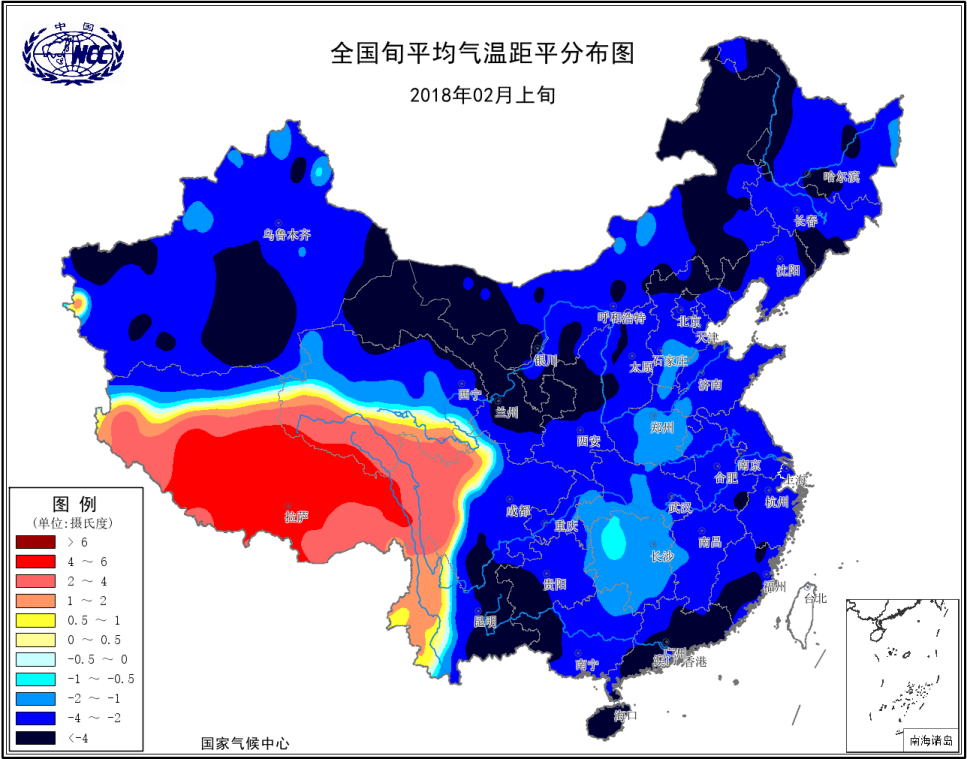 中 国
NCC
全国旬平均气温距平分布图
2018年02月上旬
哈尔滨
长春
乌鲁木齐
沈阳
呼和浩特
北京
天津
银川
太原
石家庄
济南
西宁
兰州
西安
郑州
南京
合肥
上海
杭州
成都
重庆
武汉
拉萨
南昌
长沙
贵阳
福州
台北
昆明
广州
南宁
澳门
香港
海口
图 例
(单位:摄氏度)
> 6
4 ~ 6
2 ~ 4
1 ~ 2
0.5 ~ 1
0 ~ 0.5
-0.5 ~ 0
-1 ~ -0.5
-2 ~ -1
-4 ~ -2
<-4
国家气候中心
南海诸岛